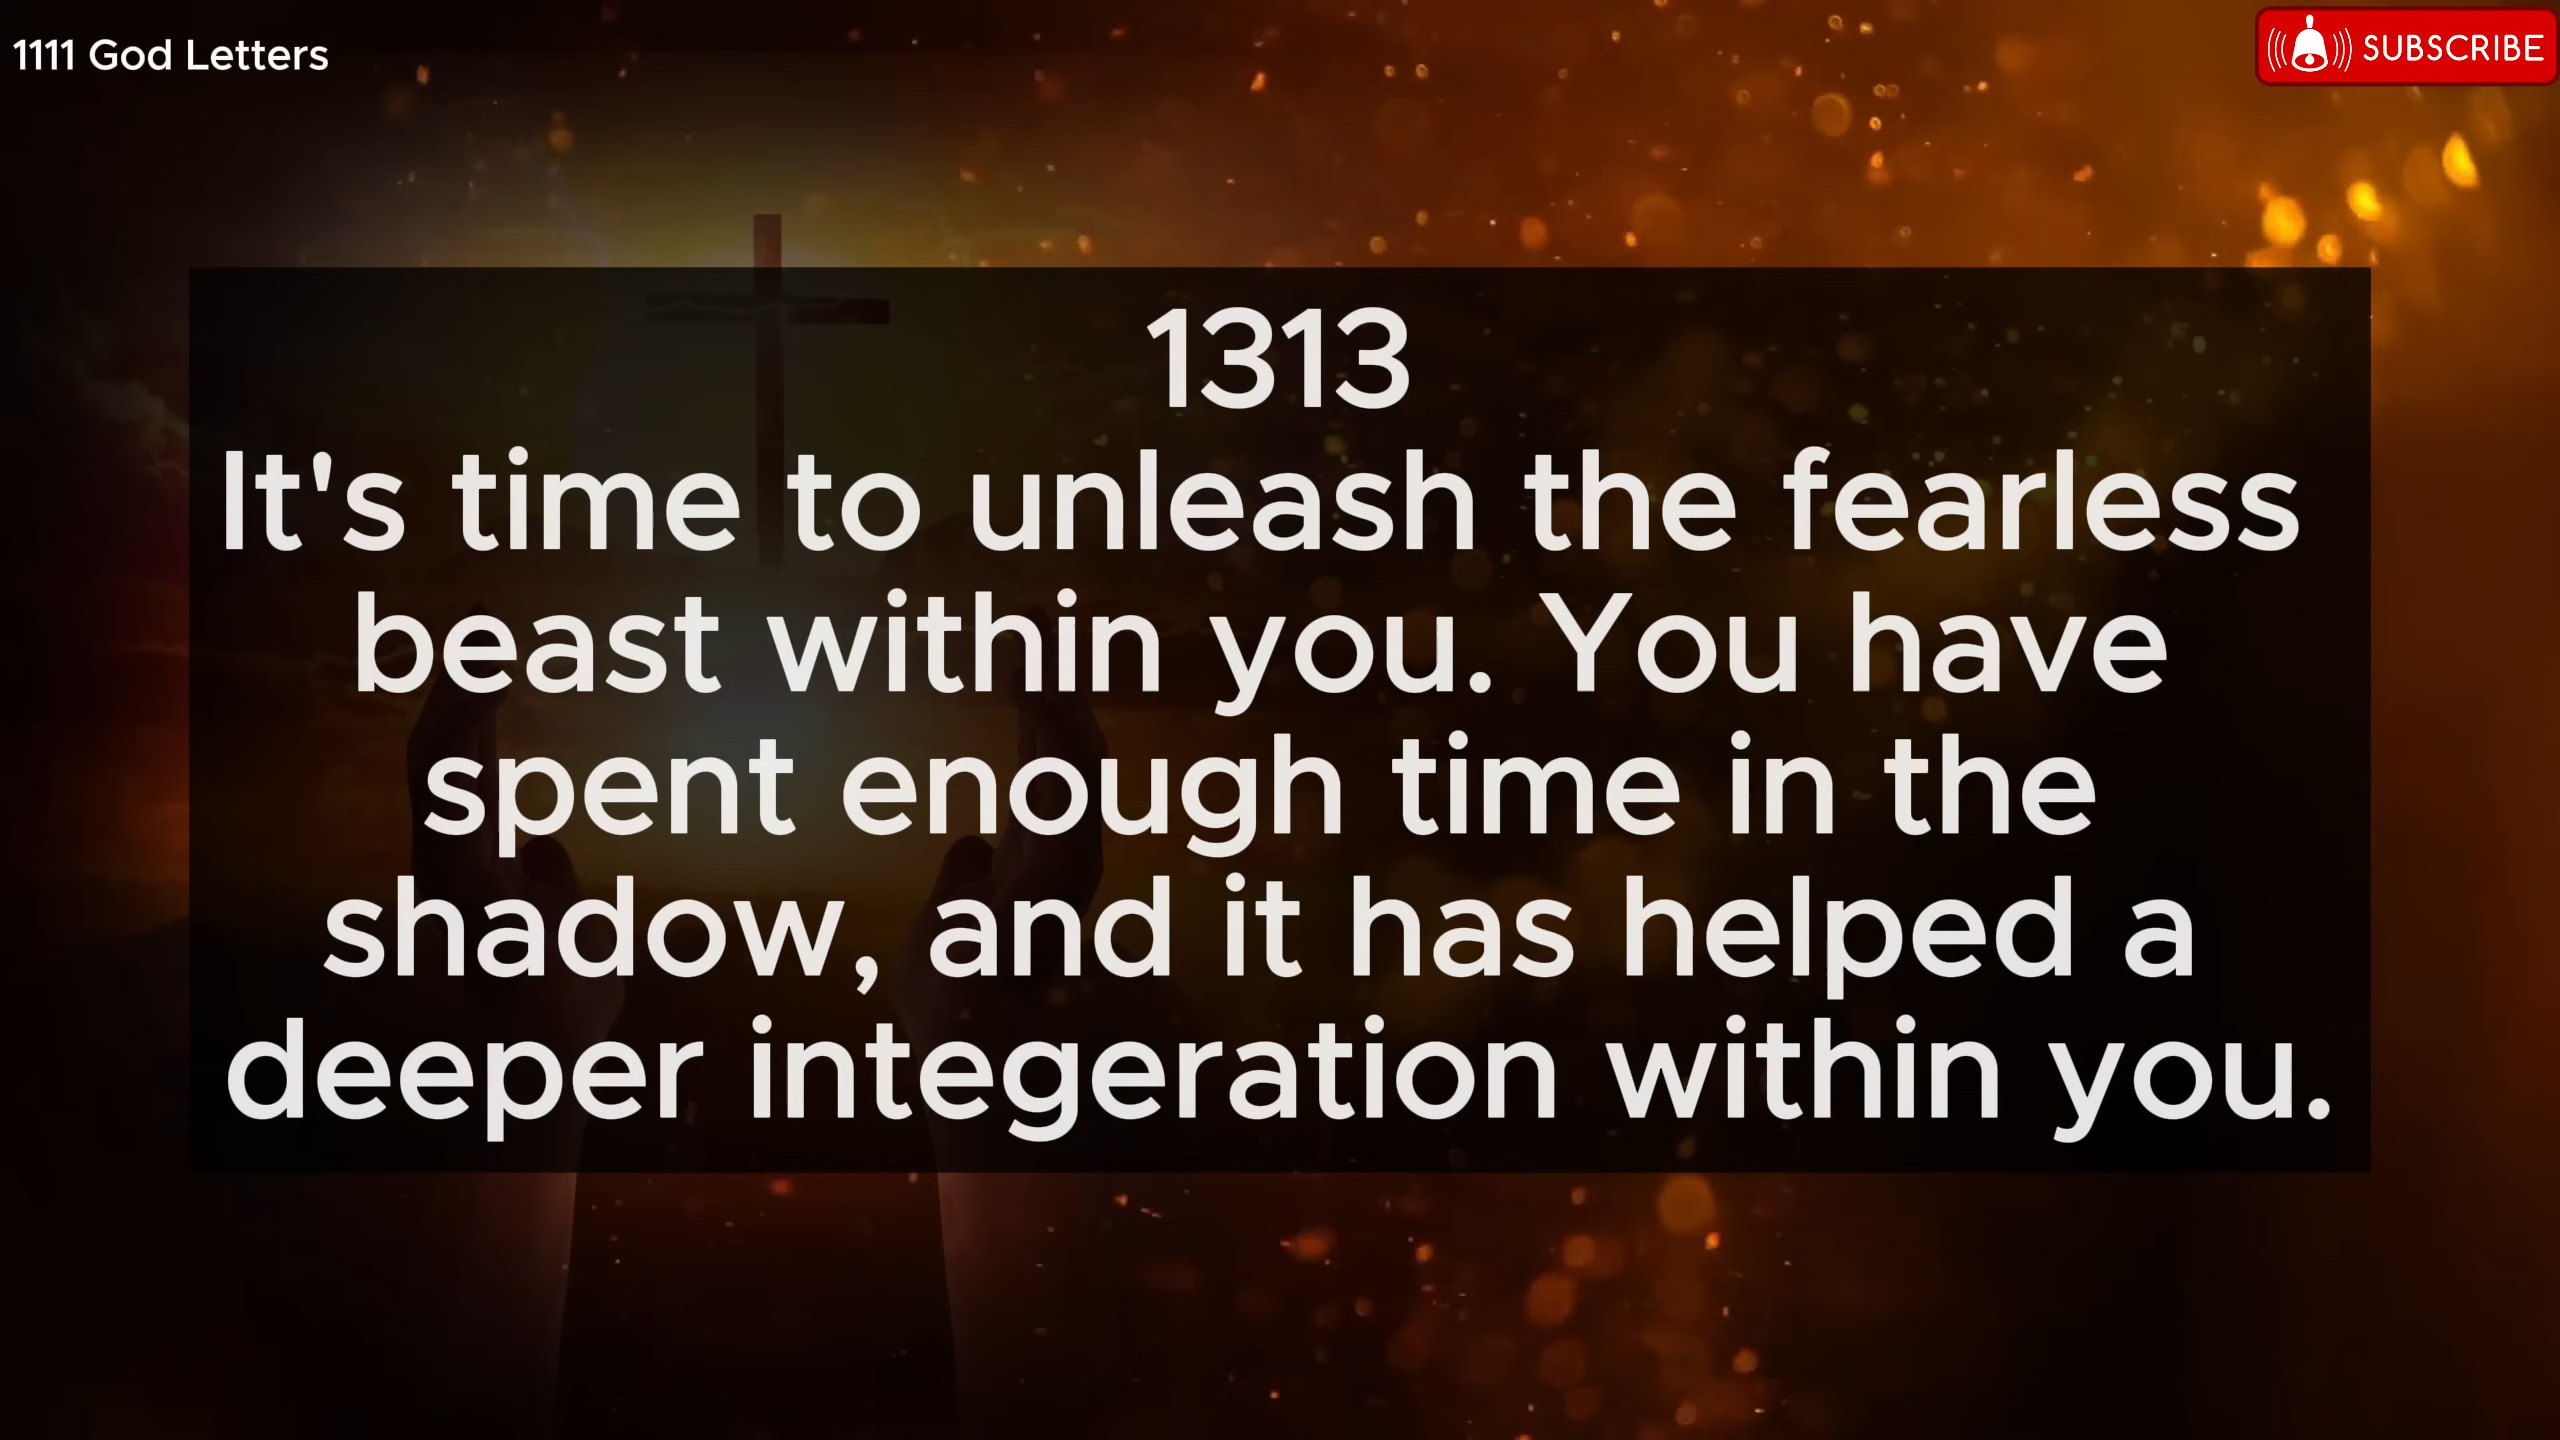 1111 God Letters
SUBSCRIBE
1313
It's time to unleash the fearless
beast within you. You have
spent enough time in the
shadow, and it has helped a
deeper integeration within you.